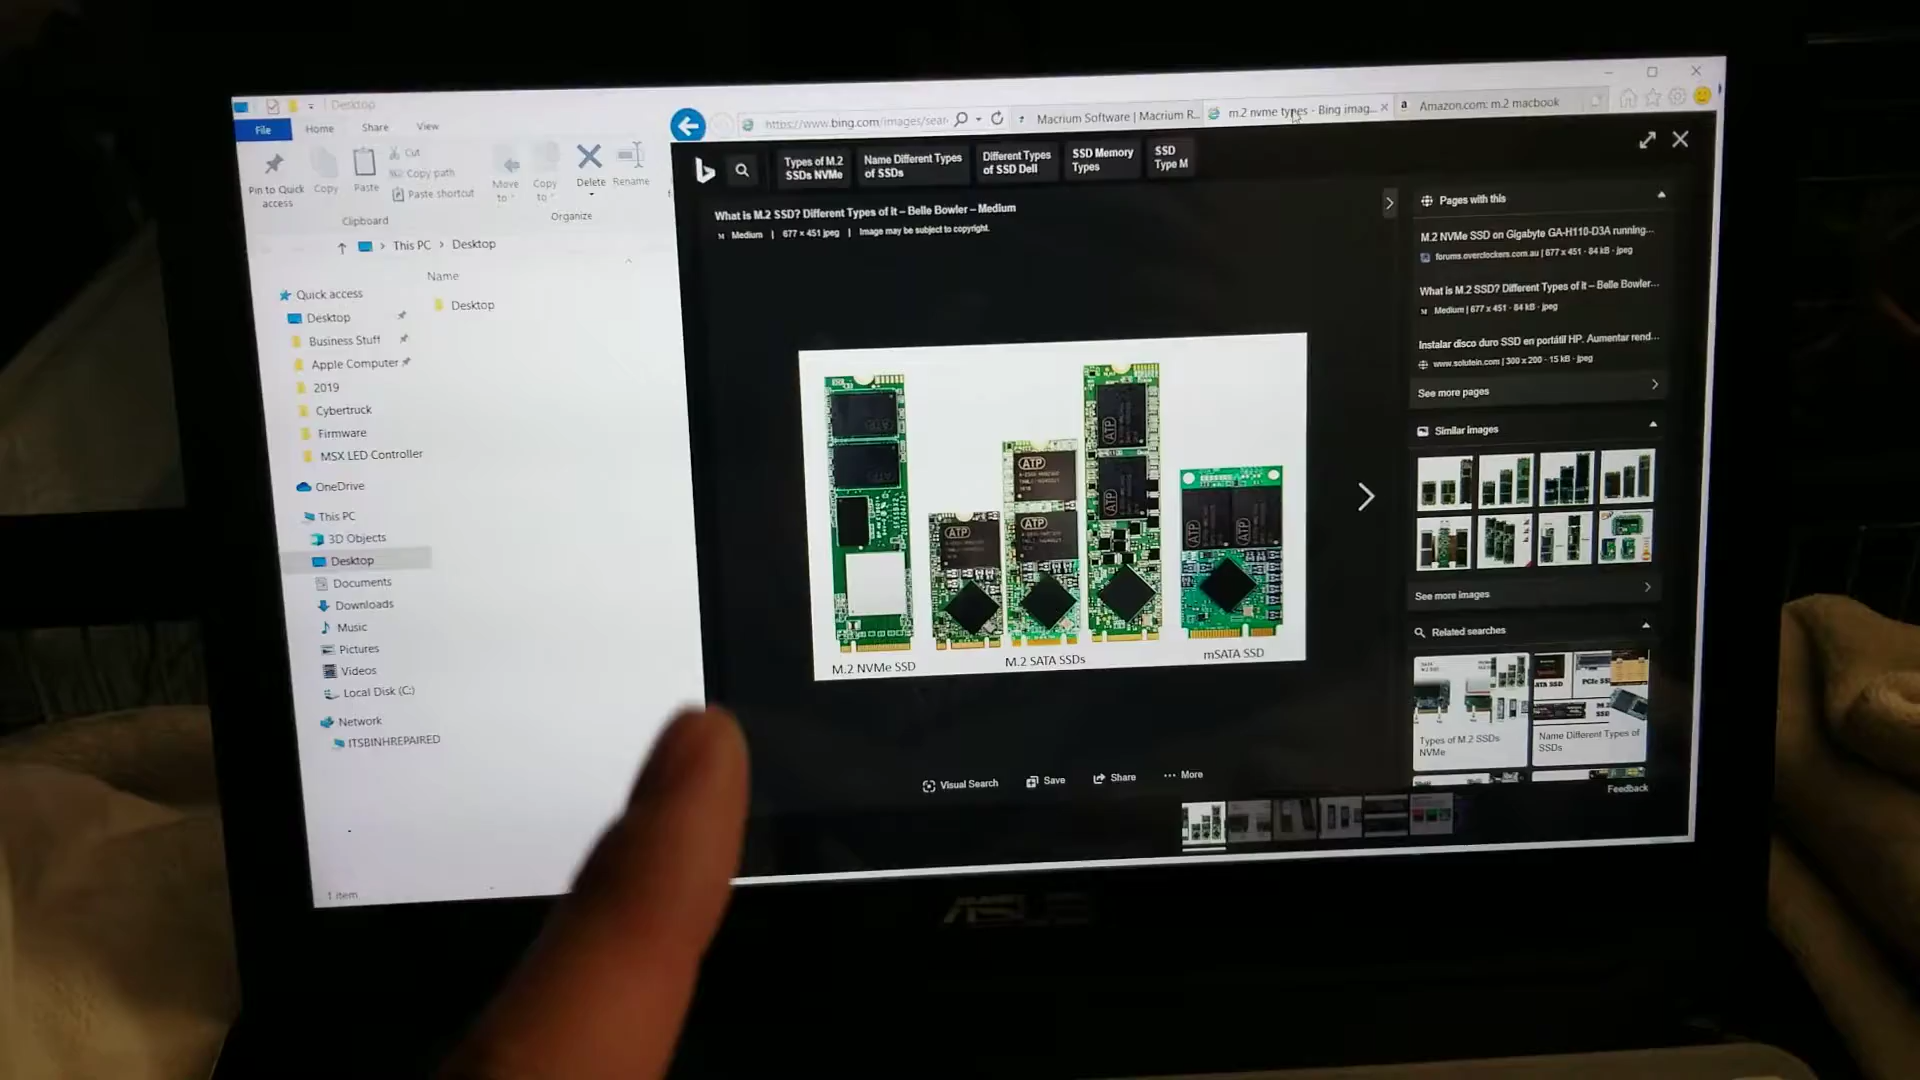 Desktop
File
Home
Share
View
Pin to Quick access
Copy
Paste
Cut
Copy path
Paste shortcut
Move to
Copy to
Delete
Rename
Clipboard
Organize
This PC > Desktop
Name
Desktop
Quick access
Desktop
Business Stuff
Apple Computer
2019
Cybertruck
Firmware
MSX LED Controller
OneDrive
This PC
3D Objects
Desktop
Documents
Downloads
Music
Pictures
Videos
Local Disk (C:)
Network
ITSBINHREPAIRED
1 item
https://www.bing.com/images/sear
Macrium Software | Macrium R...
m.2 nvme types - Bing imag...
a
Amazon.com: m.2 macbook
Types of M.2 SSDs NVMe
Name Different Types of SSDs
Different Types of SSD Dell
SSD Memory Types
SSD Type M
What is M.2 SSD? Different Types of it – Belle Bowler – Medium
M Medium | 677 × 451 jpeg | Image may be subject to copyright.
ATP
ATP
ATP
ATP
ATP
ATP
ATP
M.2 NVMe SSD
M.2 SATA SSDs
mSATA SSD
Visual Search
Save
Share
More
Pages with this
M.2 NVMe SSD on Gigabyte GA-H110-D3A running...
forums.overclockers.com.au | 677 x 451 · 84 kB · jpeg
What is M.2 SSD? Different Types of it – Belle Bowler...
M Medium | 677 x 451 · 84 kB · jpeg
Instalar disco duro SSD en portátil HP. Aumentar rend...
www.solutein.com | 300 x 200 · 15 kB · jpeg
See more pages
Similar images
See more images
Related searches
Types of M.2 SSDs NVMe
Name Different Types of SSDs
Feedback
ASUS